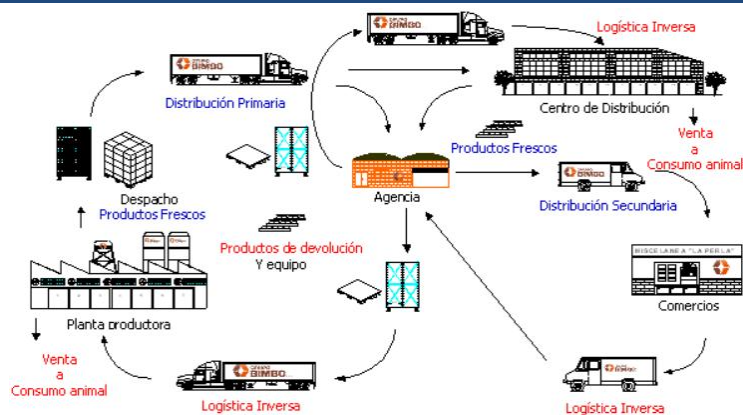 GRUPO
BIMBO
Logística Inversa
GRUPO
BIMBO
Distribución Primaria
Centro de Distribución
Productos Frescos
Venta
a
Consumo animal
Despacho
Productos Frescos
Agencia
BIMBO
Distribución Secundaria
Productos de devolución
Y equipo
MISCELANEA "LA PERLA"
Comercios
Planta productora
Venta
a
Consumo animal
GRUPO
BIMBO
Logística Inversa
Logística Inversa